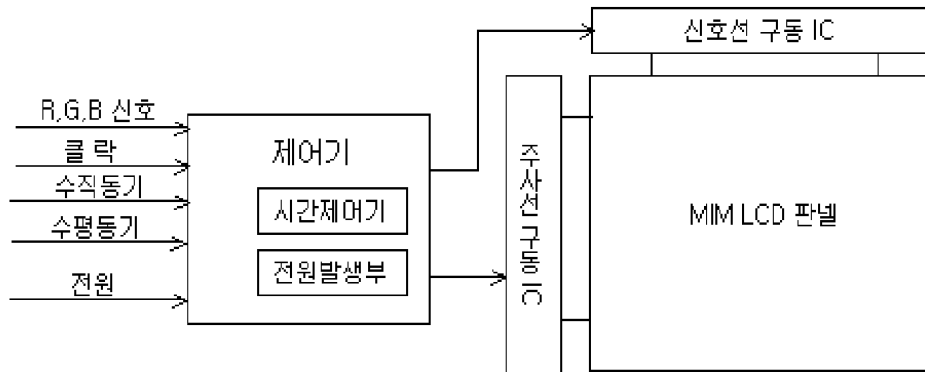 신호선 구동 IC
R,G,B 신호
클 락
수직동기
수평동기
전원
제어기
시간제어기
전원발생부
주사선 구동 IC
MIM LCD 판넬